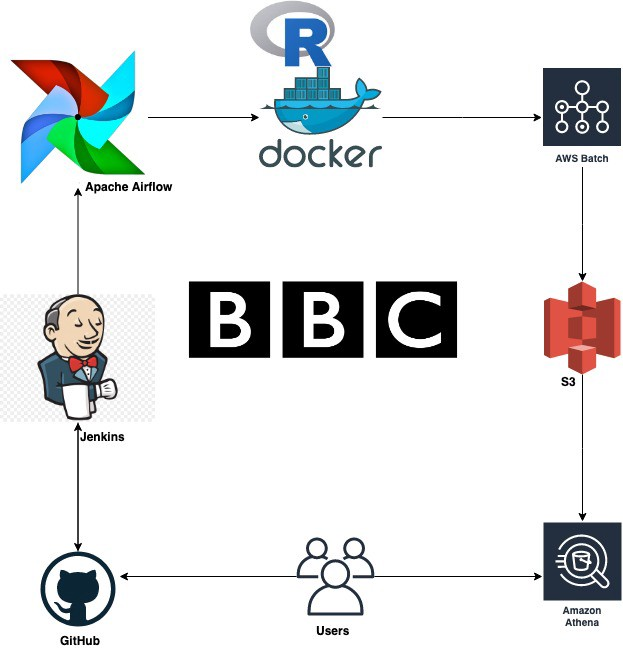 R
docker
Apache Airflow
AWS Batch
BBC
S3
Jenkins
Amazon
Athena
GitHub
Users